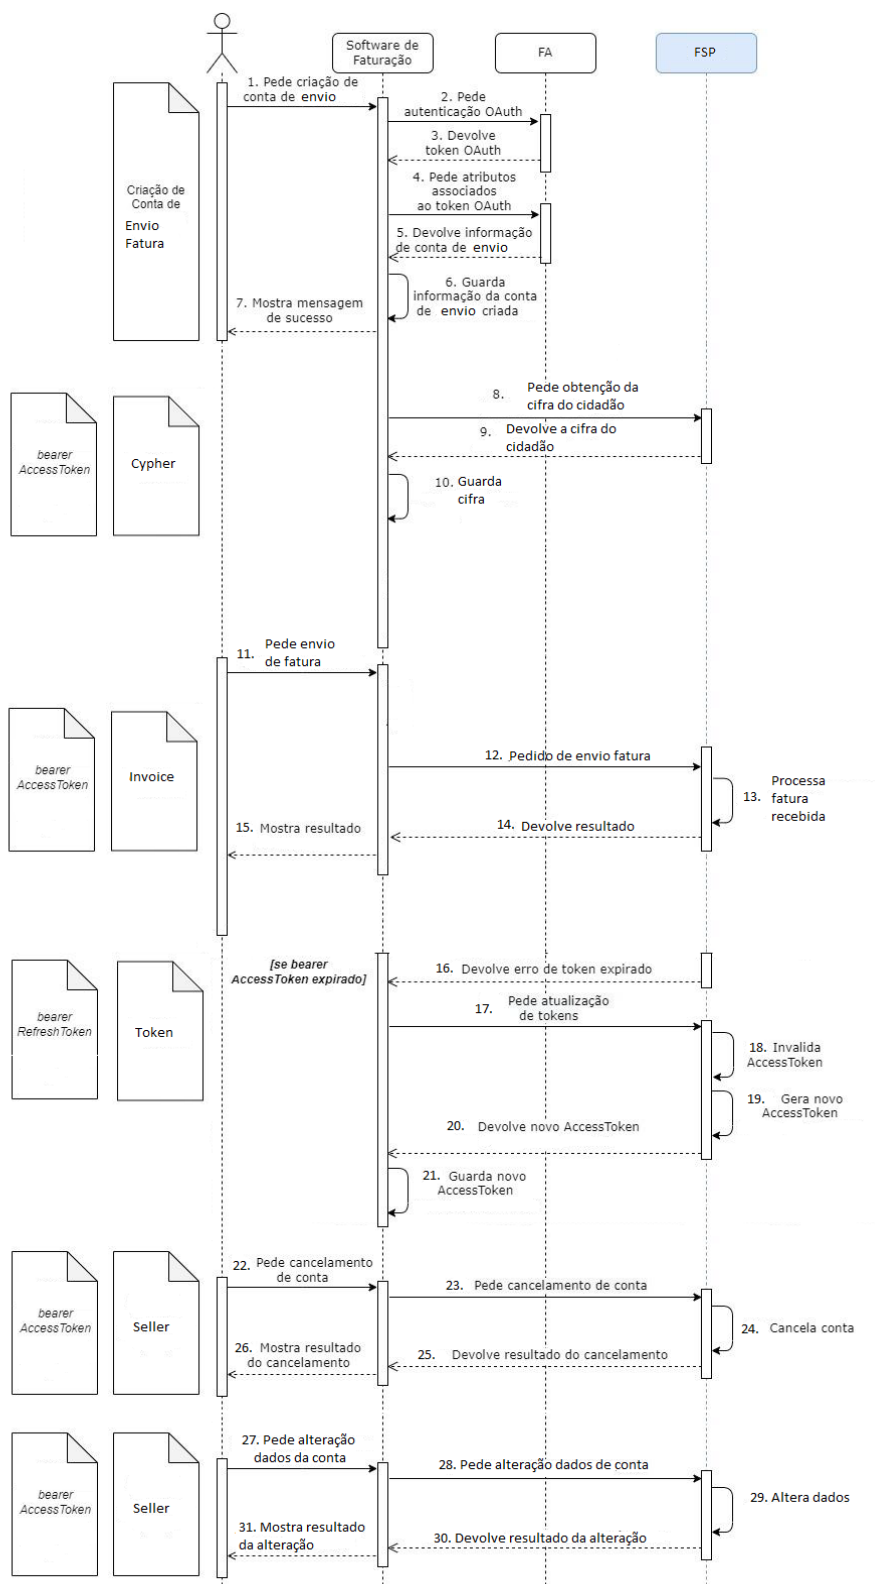 Software de
Faturação
FA
FSP
1. Pede criação de
conta de envio
2. Pede
autenticação OAuth
3. Devolve
token OAuth
4. Pede atributos
associados
ao token OAuth
Criação de
Conta de
Envio
Fatura
5. Devolve informação
de conta de envio
6. Guarda
informação da conta
de envio criada
7. Mostra mensagem
de sucesso
8. Pede obtenção da
cifra do cidadão
9. Devolve a cifra do
cidadão
bearer
AccessToken
Cypher
10. Guarda
cifra
11. Pede envio
de fatura
12. Pedido de envio fatura
bearer
AccessToken
Invoice
13. Processa
fatura
recebida
14. Devolve resultado
15. Mostra resultado
[se bearer
AccessToken expirado]
16. Devolve erro de token expirado
17. Pede atualização
de tokens
bearer
RefreshToken
Token
18. Invalida
AccessToken
19. Gera novo
AccessToken
20. Devolve novo AccessToken
21. Guarda novo
AccessToken
22. Pede cancelamento
de conta
23. Pede cancelamento de conta
bearer
AccessToken
Seller
24. Cancela conta
25. Devolve resultado do cancelamento
26. Mostra resultado
do cancelamento
27. Pede alteração
dados da conta
28. Pede alteração dados de conta
bearer
AccessToken
Seller
29. Altera dados
30. Devolve resultado da alteração
31. Mostra resultado
da alteração